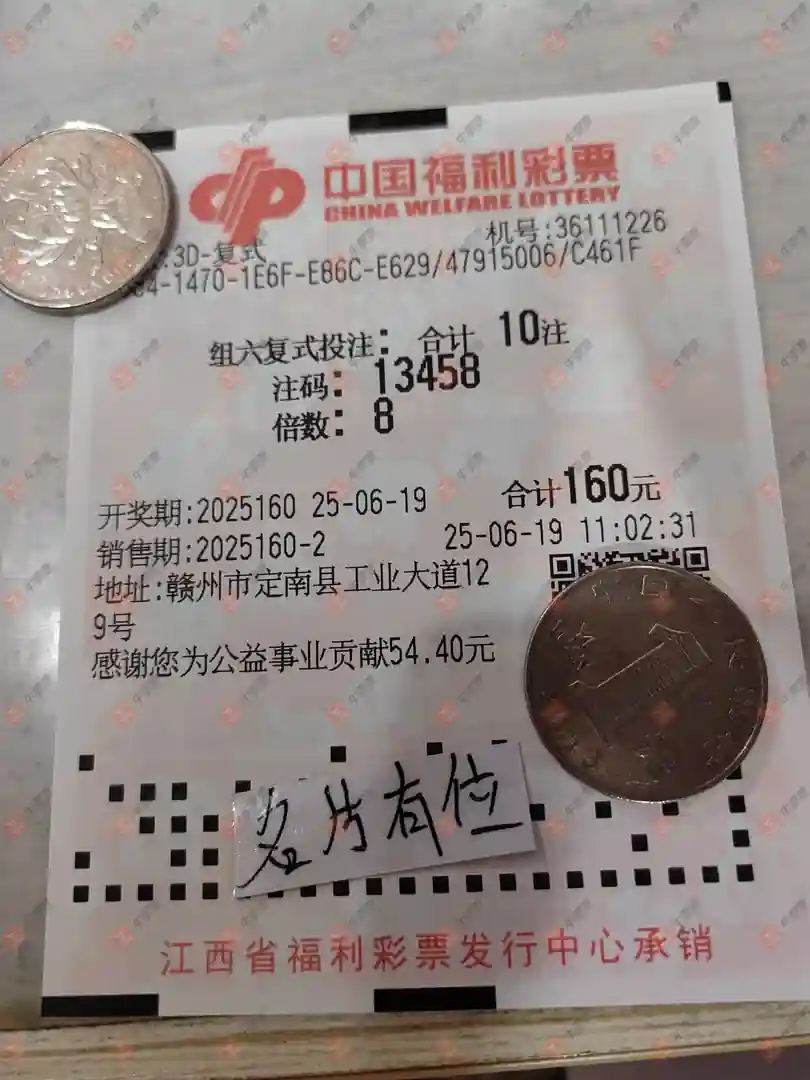 中国福利彩票
CHINA WELFARE LOTTERY
:3D-复式 机号:36111226
4-1470-1E6F-E86C-E629/47915006/C461F
组六复式投注: 合计 10注
注码: 13458
倍数: 8
开奖期:2025160 25-06-19 合计160元
销售期:2025160-2 25-06-19 11:02:31
地址:赣州市定南县工业大道12
9号
感谢您为公益事业贡献54.40元
名片有位
江西省福利彩票发行中心承销